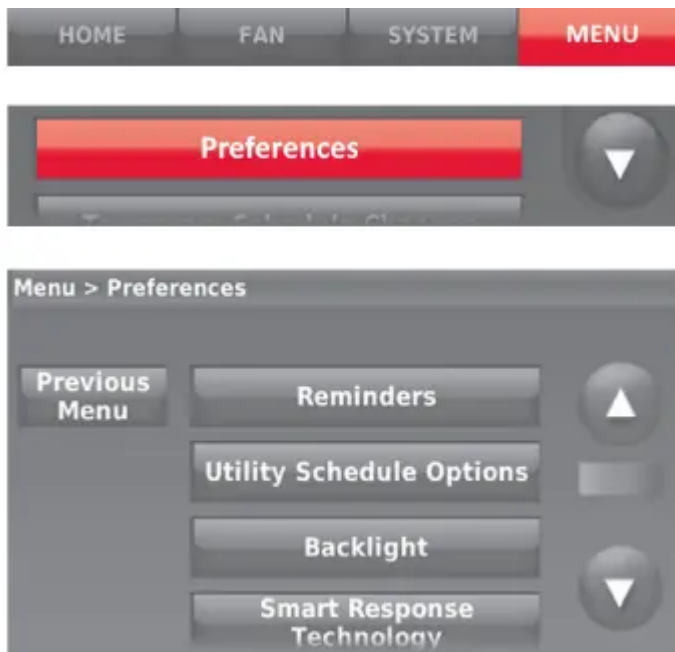 HOME FAN SYSTEM MENU
Preferences
Menu > Preferences
Previous
Menu
Reminders
Utility Schedule Options
Backlight
Smart Response
Technology